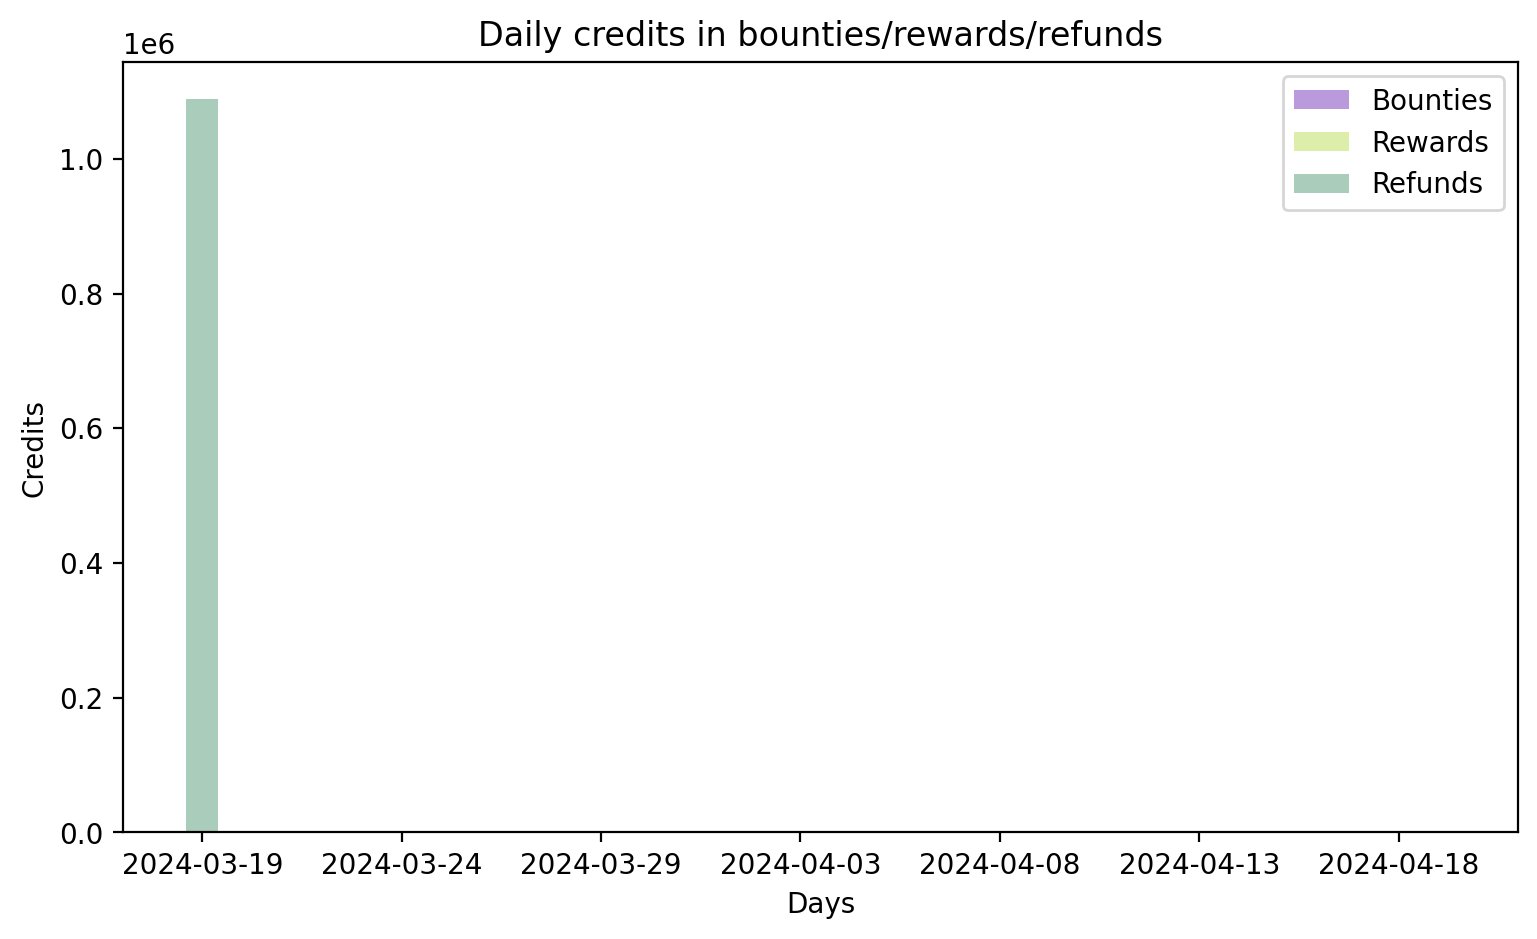 Daily credits in bounties/rewards/refunds
1e6
Bounties
Rewards
Refunds
1.0
0.8
0.6
0.4
0.2
0.0
Credits
2024-03-19 2024-03-24 2024-03-29 2024-04-03 2024-04-08 2024-04-13 2024-04-18
Days